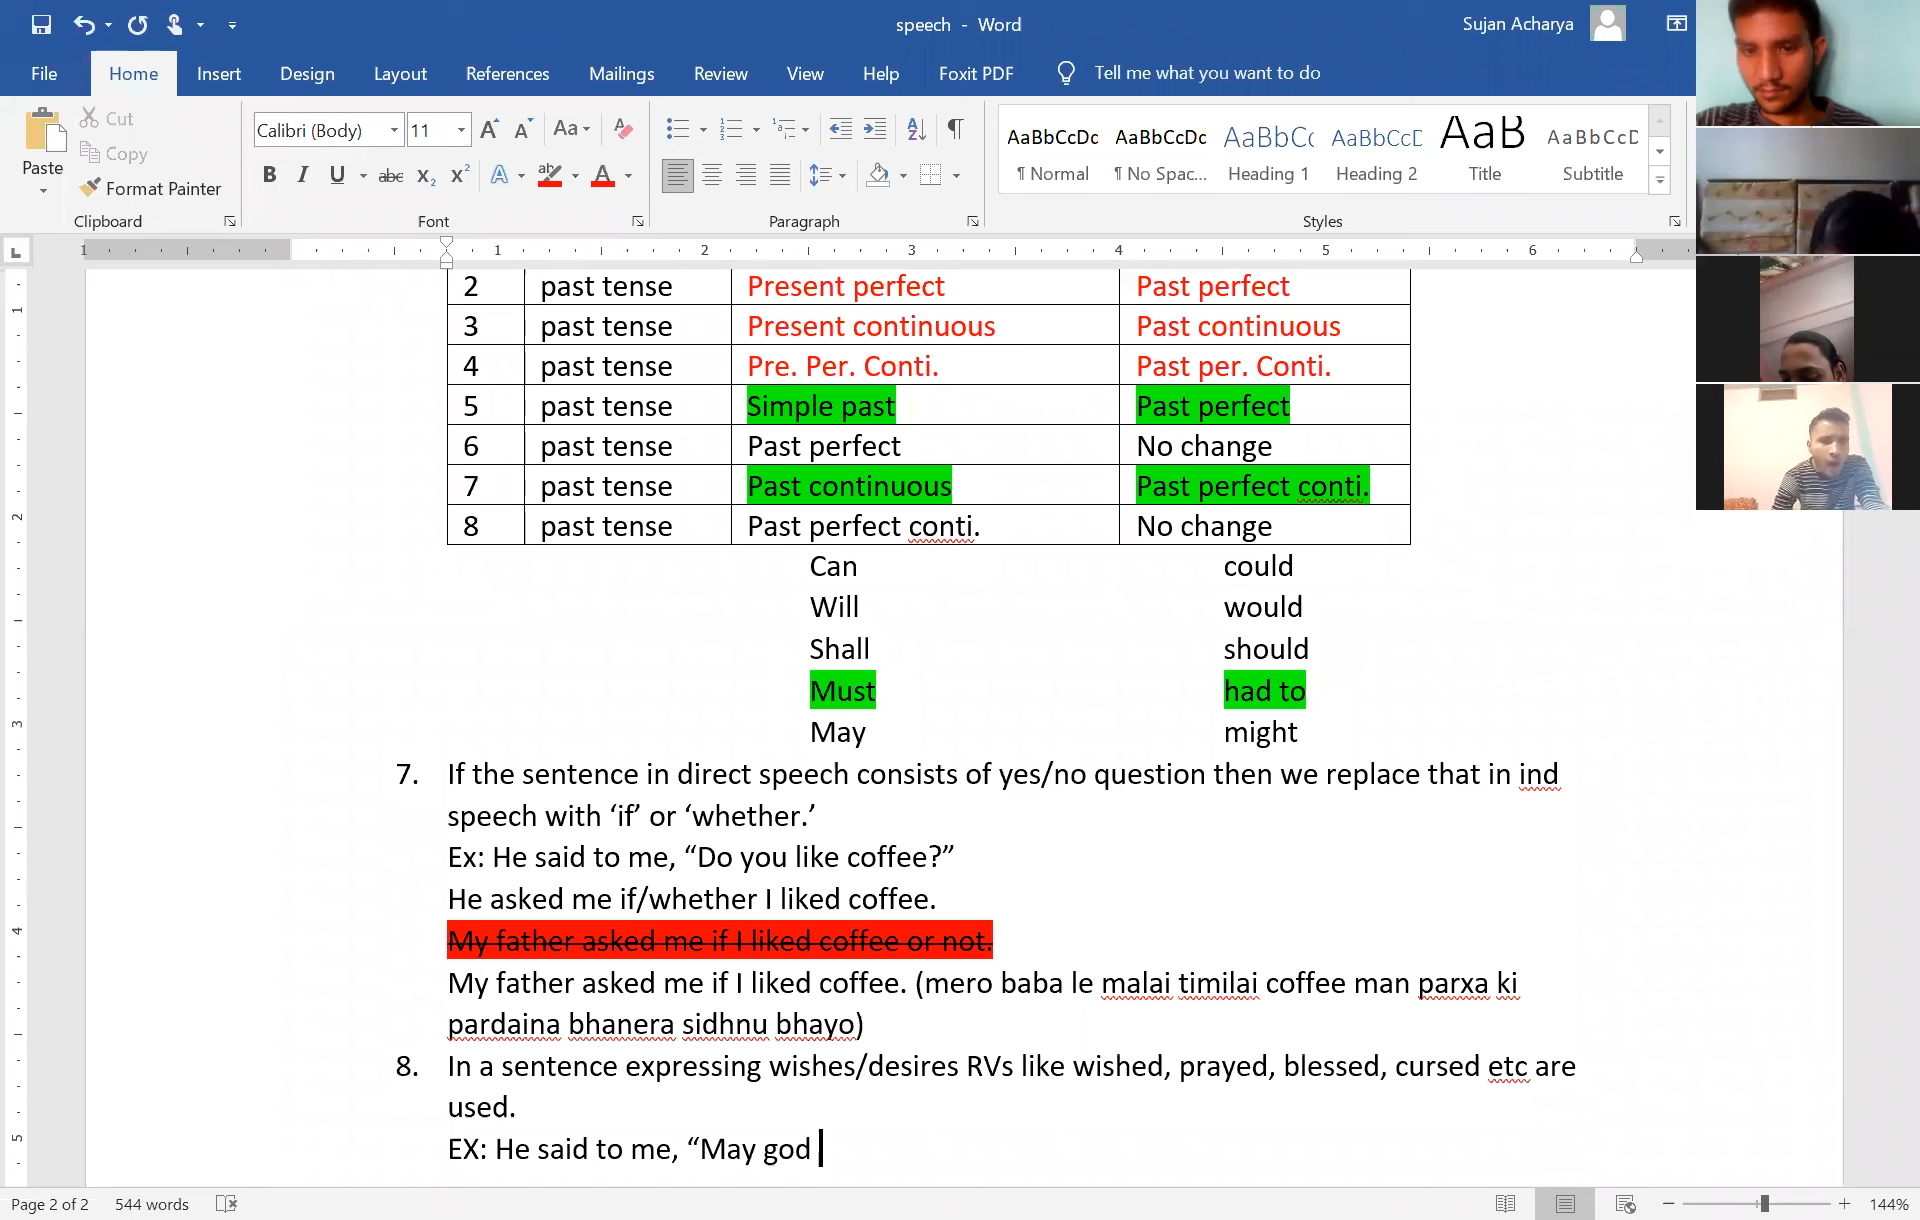 speech - Word
Sujan Acharya
File Home Insert Design Layout References Mailings Review View Help Foxit PDF Tell me what you want to do
Paste
Cut
Copy
Format Painter
Calibri (Body) 11
AaBbCcDc AaBbCcDc AaBbCc AaBbCcD AaB AaBbCcD
¶ Normal ¶ No Spac... Heading 1 Heading 2 Title Subtitle
Clipboard Font Paragraph Styles
1 1 2 3 4 5 6
2 past tense Present perfect Past perfect
3 past tense Present continuous Past continuous
4 past tense Pre. Per. Conti. Past per. Conti.
5 past tense Simple past Past perfect
6 past tense Past perfect No change
7 past tense Past continuous Past perfect conti.
8 past tense Past perfect conti. No change
Can could
Will would
Shall should
Must had to
May might
7. If the sentence in direct speech consists of yes/no question then we replace that in ind
speech with ‘if’ or ‘whether.’
Ex: He said to me, “Do you like coffee?”
He asked me if/whether I liked coffee.
My father asked me if I liked coffee or not.
My father asked me if I liked coffee. (mero baba le malai timilai coffee man parxa ki
pardaina bhanera sidhnu bhayo)
8. In a sentence expressing wishes/desires RVs like wished, prayed, blessed, cursed etc are
used.
EX: He said to me, “May god
Page 2 of 2 544 words 144%